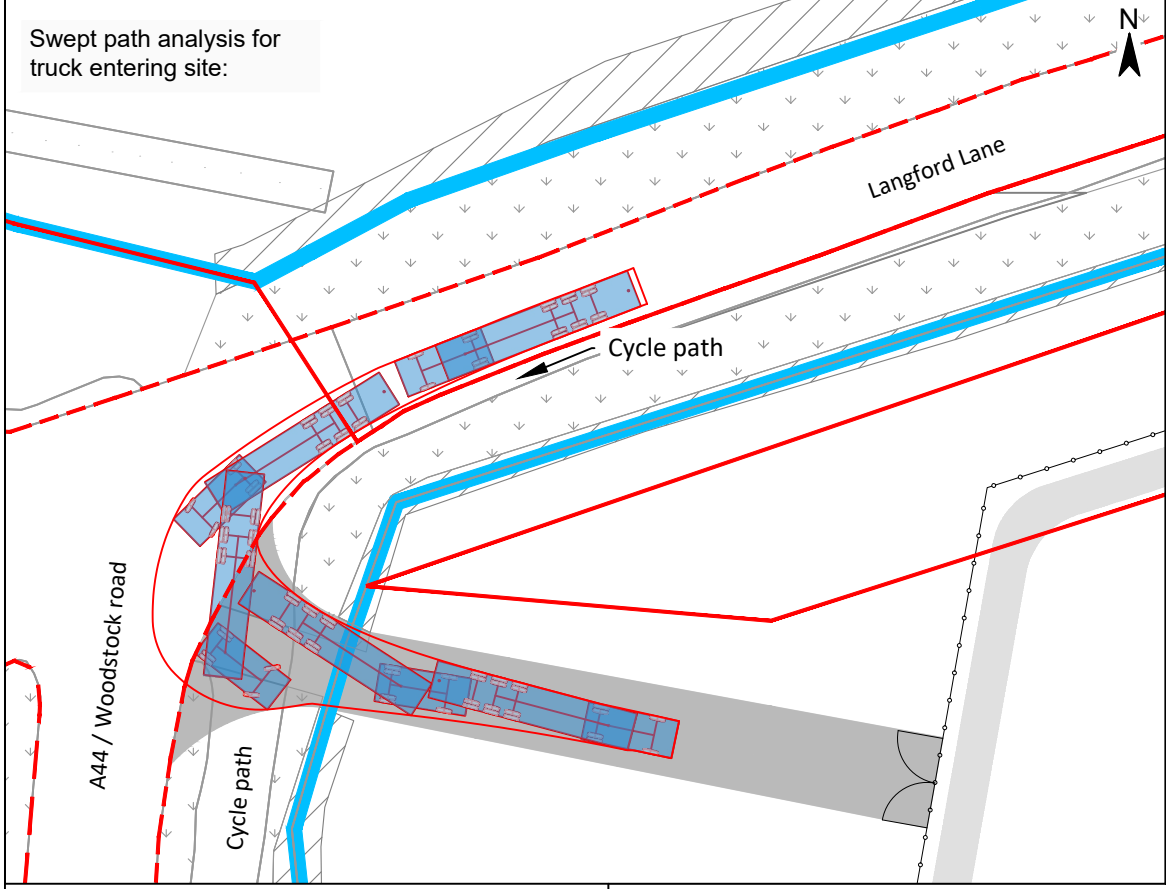 Swept path analysis for
truck entering site:
N
Langford Lane
Cycle path
A44 / Woodstock road
Cycle path